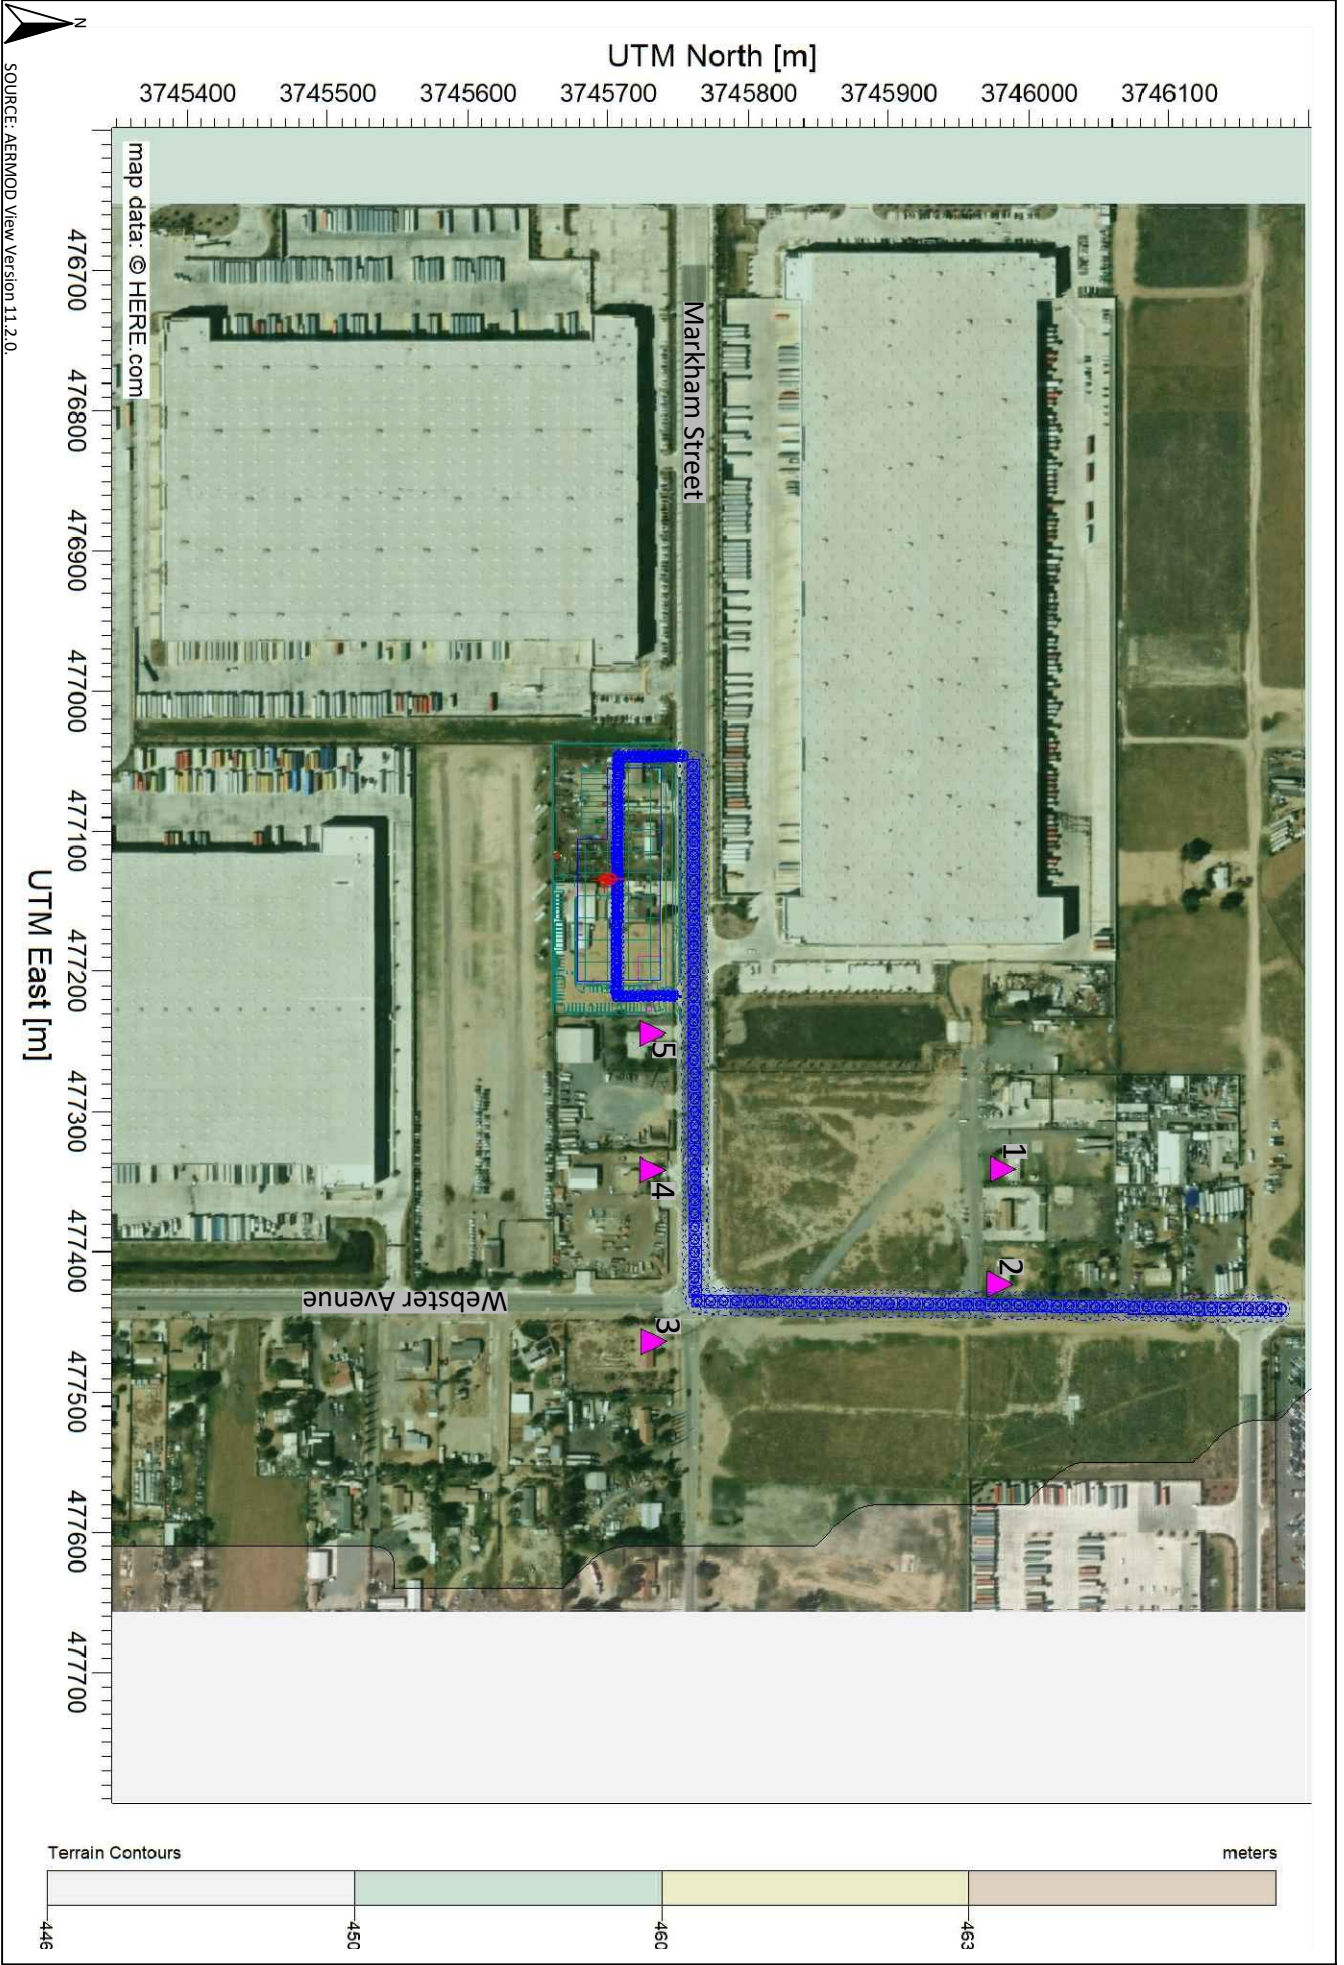 N
UTM North [m]
3745400 3745500 3745600 3745700 3745800 3745900 3746000 3746100
SOURCE: AERMOD View Version 11.2.0.
map data: © HERE.com
UTM East [m]
476700 476800 476900 477000 477100 477200 477300 477400 477500 477600 477700
Markham Street
Webster Avenue
1
2
3
4
5
Terrain Contours
meters
446 450 460 463